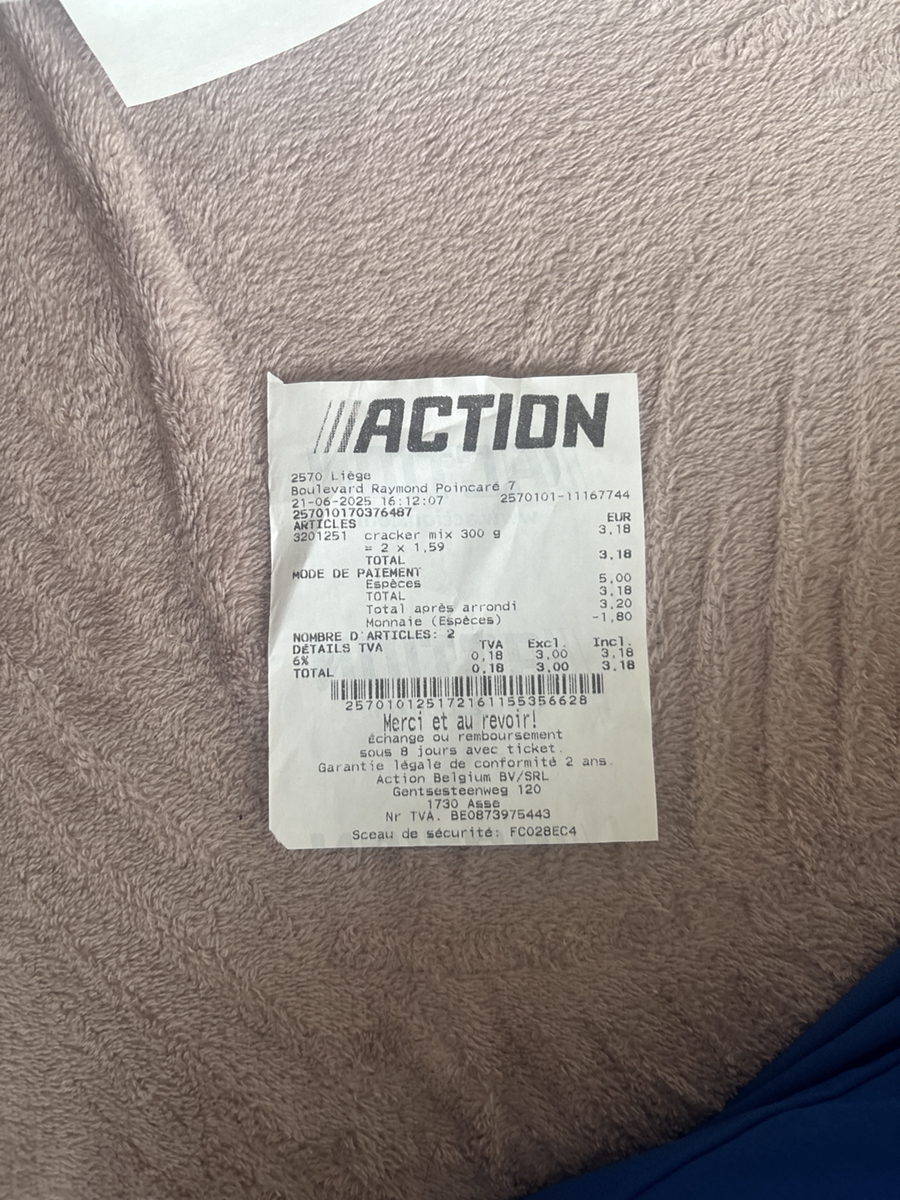 ///ACTION
2570 Liège
Boulevard Raymond Poincaré 7
21-06-2025 16:12:07 2570101-11167744
257010170376487
ARTICLES EUR
3201251 cracker mix 300 g 3,18
= 2 x 1,59
TOTAL 3,18
MODE DE PAIEMENT
Espèces 5,00
TOTAL 3,18
Total après arrondi 3,20
Monnaie (Espèces) -1,80
NOMBRE D'ARTICLES: 2
DÉTAILS TVA TVA Excl. Incl.
6% 0,18 3,00 3,18
TOTAL 0,18 3,00 3,18
257010125172161155356628
Merci et au revoir!
échange ou remboursement
sous 8 jours avec ticket.
Garantie légale de conformité 2 ans.
Action Belgium BV/SRL
Gentsesteenweg 120
1730 Asse
Nr TVA. BE0873975443
Sceau de sécurité: FC028EC4